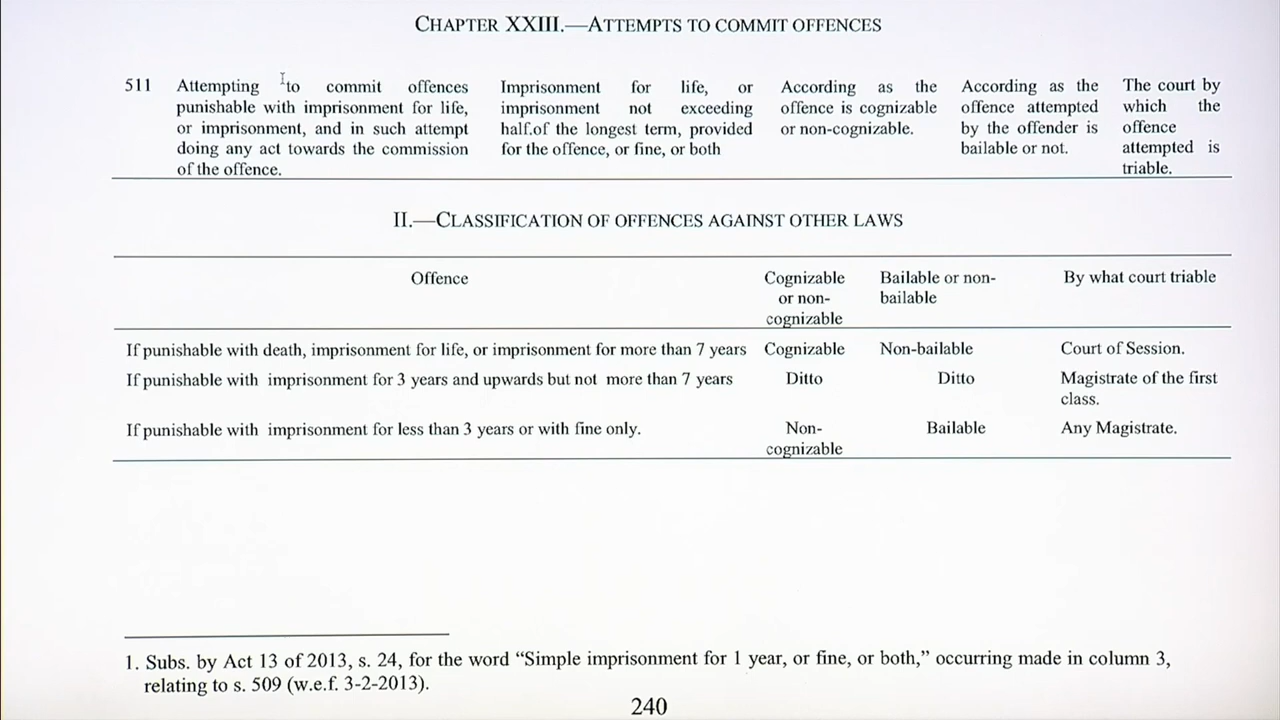 CHAPTER XXIII.—ATTEMPTS TO COMMIT OFFENCES
511 Attempting to commit offences punishable with imprisonment for life, or imprisonment, and in such attempt doing any act towards the commission of the offence.
Imprisonment for life, or imprisonment not exceeding half.of the longest term, provided for the offence, or fine, or both
According as the offence is cognizable or non-cognizable.
According as the offence attempted by the offender is bailable or not.
The court by which the offence attempted is triable.
II.—CLASSIFICATION OF OFFENCES AGAINST OTHER LAWS
Offence
Cognizable or non-cognizable
Bailable or non-bailable
By what court triable
If punishable with death, imprisonment for life, or imprisonment for more than 7 years Cognizable Non-bailable Court of Session.
If punishable with imprisonment for 3 years and upwards but not more than 7 years Ditto Ditto Magistrate of the first class.
If punishable with imprisonment for less than 3 years or with fine only. Non-cognizable Bailable Any Magistrate.
1. Subs. by Act 13 of 2013, s. 24, for the word “Simple imprisonment for 1 year, or fine, or both,” occurring made in column 3,
relating to s. 509 (w.e.f. 3-2-2013).
240